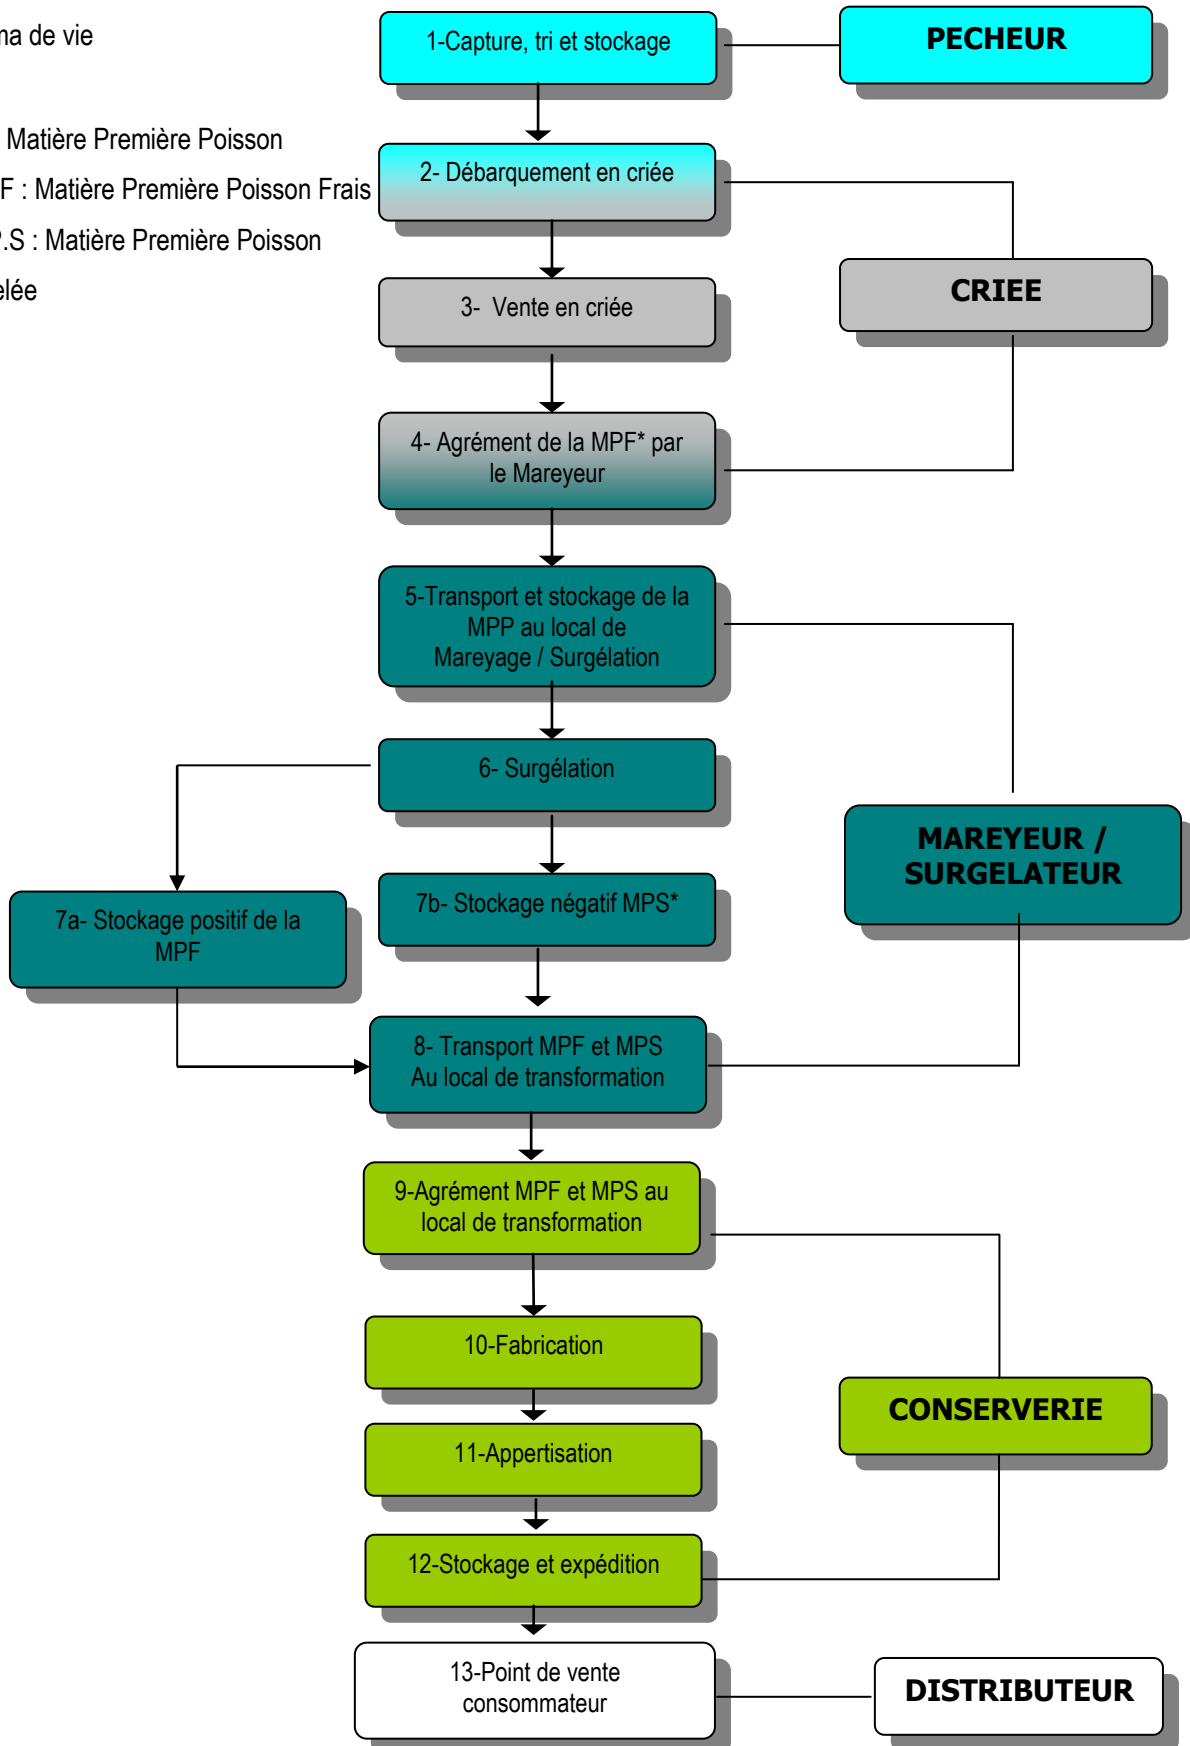 ma de vie
Matière Première Poisson
F : Matière Première Poisson Frais
P.S : Matière Première Poisson
elée
1-Capture, tri et stockage
PECHEUR
2- Débarquement en criée
3- Vente en criée
CRIEE
4- Agrément de la MPF* par
le Mareyeur
5-Transport et stockage de la
MPP au local de
Mareyage / Surgélation
6- Surgélation
MAREYEUR /
SURGELATEUR
7a- Stockage positif de la
MPF
7b- Stockage négatif MPS*
8- Transport MPF et MPS
Au local de transformation
9-Agrément MPF et MPS au
local de transformation
10-Fabrication
CONSERVERIE
11-Appertisation
12-Stockage et expédition
13-Point de vente
consommateur
DISTRIBUTEUR